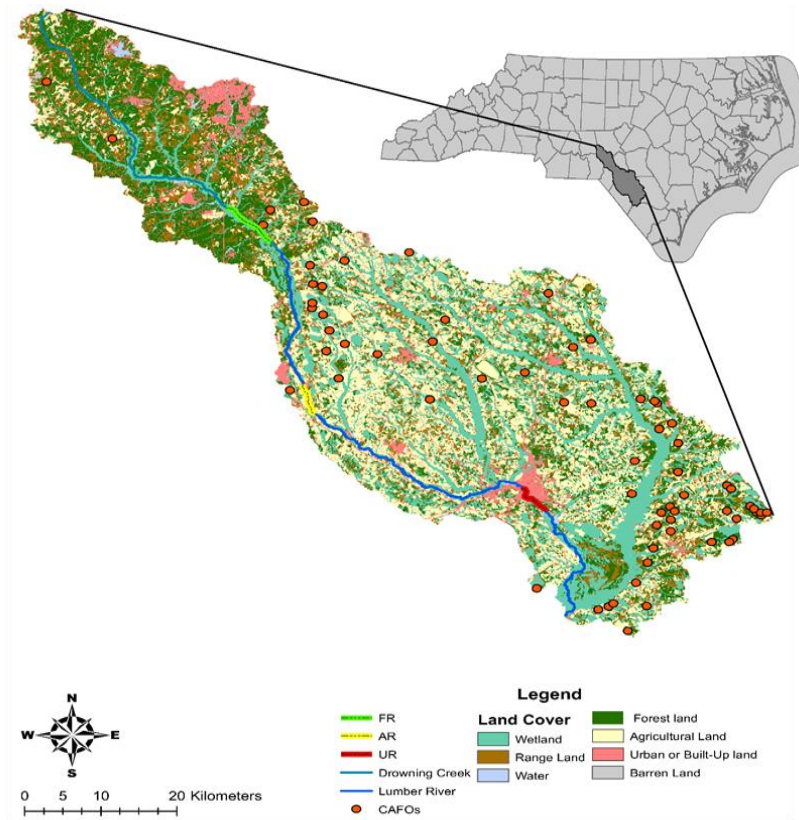 Legend
FR
AR
UR
Drowning Creek
Lumber River
CAFOs
Land Cover
Wetland
Range Land
Water
Forest land
Agricultural Land
Urban or Built-Up land
Barren Land
N
W E
S
0 5 10 20 Kilometers